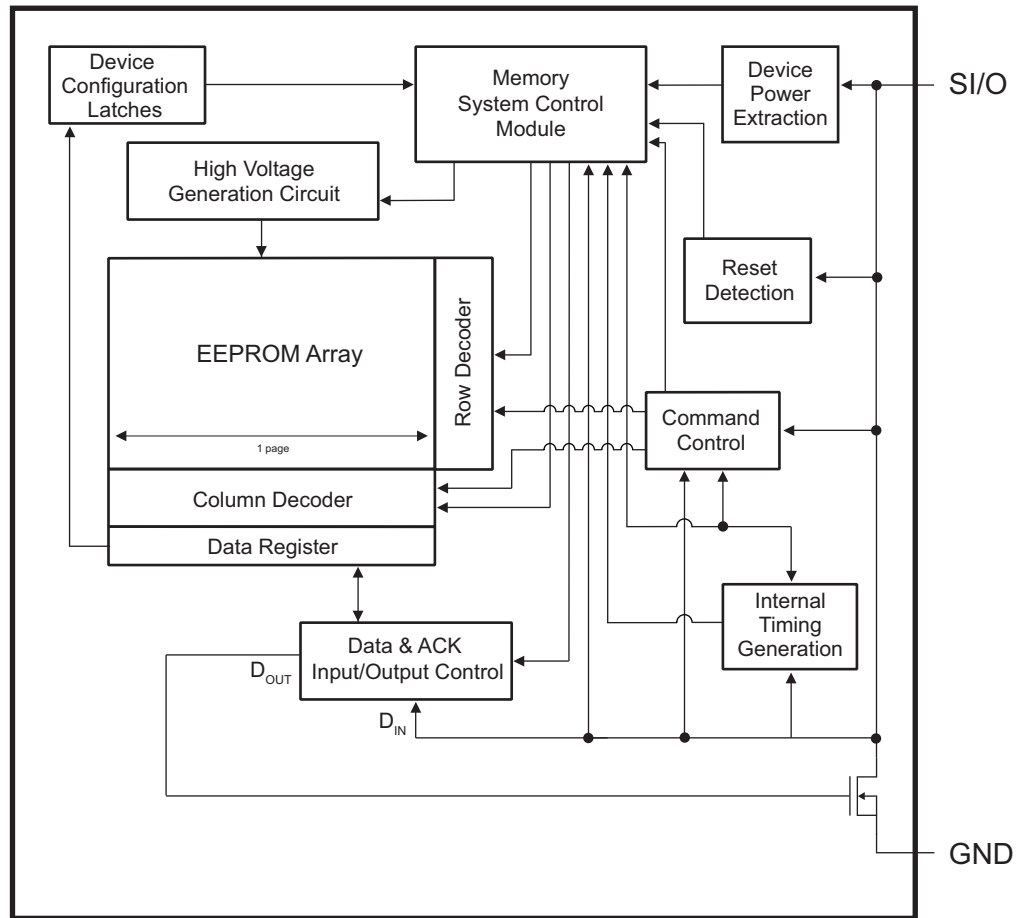 Device
Configuration
Latches
Memory
System Control
Module
Device
Power
Extraction
SI/O
High Voltage
Generation Circuit
Reset
Detection
EEPROM Array
Row Decoder
1 page
Command
Control
Column Decoder
Data Register
Internal
Timing
Generation
Data & ACK
Input/Output Control
DOUT
DIN
GND